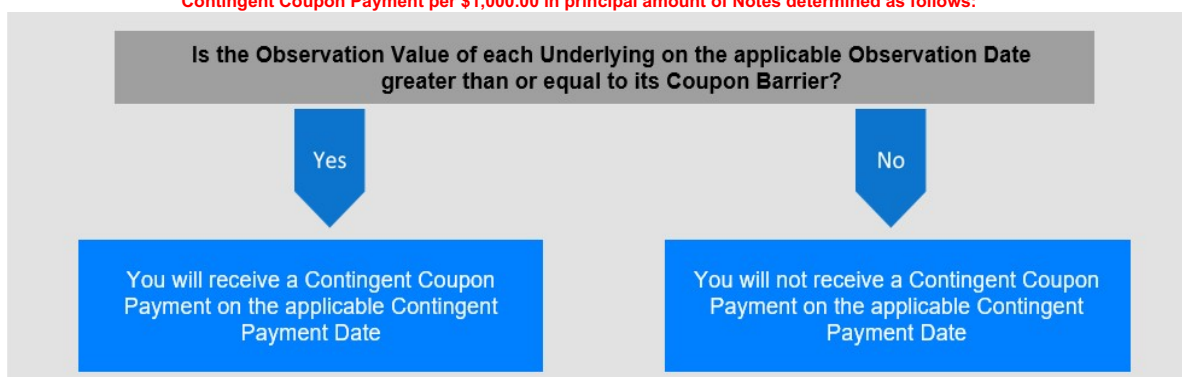 Contingent Coupon Payment per $1,000.00 in principal amount of Notes determined as follows:
Is the Observation Value of each Underlying on the applicable Observation Date
greater than or equal to its Coupon Barrier?
Yes
No
You will receive a Contingent Coupon
Payment on the applicable Contingent
Payment Date
You will not receive a Contingent Coupon
Payment on the applicable Contingent
Payment Date